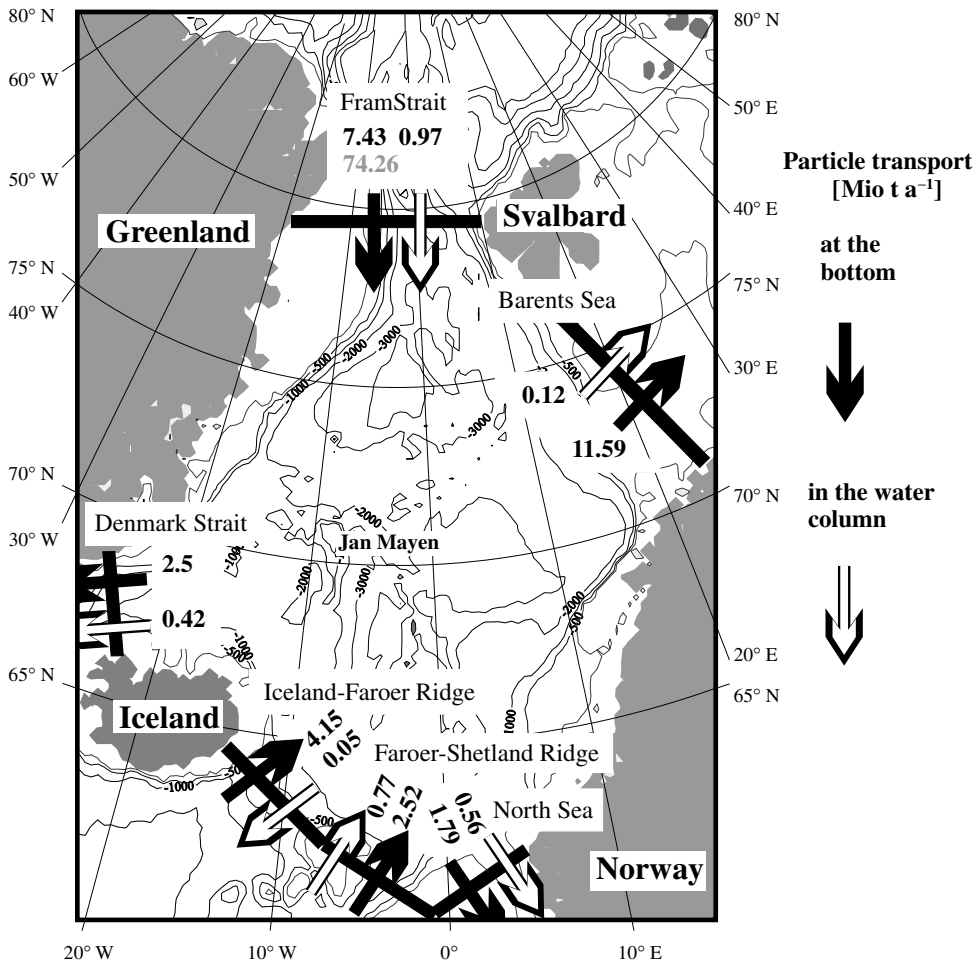 80° N
80° N
60° W
50° E
FramStrait
7.43 0.97
74.26
Particle transport
[Mio t a⁻¹]
50° W
40° E
Greenland
Svalbard
at the
bottom
75° N
75° N
40° W
Barents Sea
-3000
-2000
-500
-1000
-500
30° E
0.12
-3000
11.59
70° N
70° N
in the water
column
Denmark Strait
-2000
30° W
Jan Mayen
2.5
-2000
-3000
-2000
-500
0.42
-1000
-500
20° E
65° N
65° N
Iceland-Faroer Ridge
Iceland
4.15
0.05
1000
Faroer-Shetland Ridge
-1000
0.77
2.52
0.56
1.79
North Sea
-500
Norway
20° W
10° W
0°
10° E